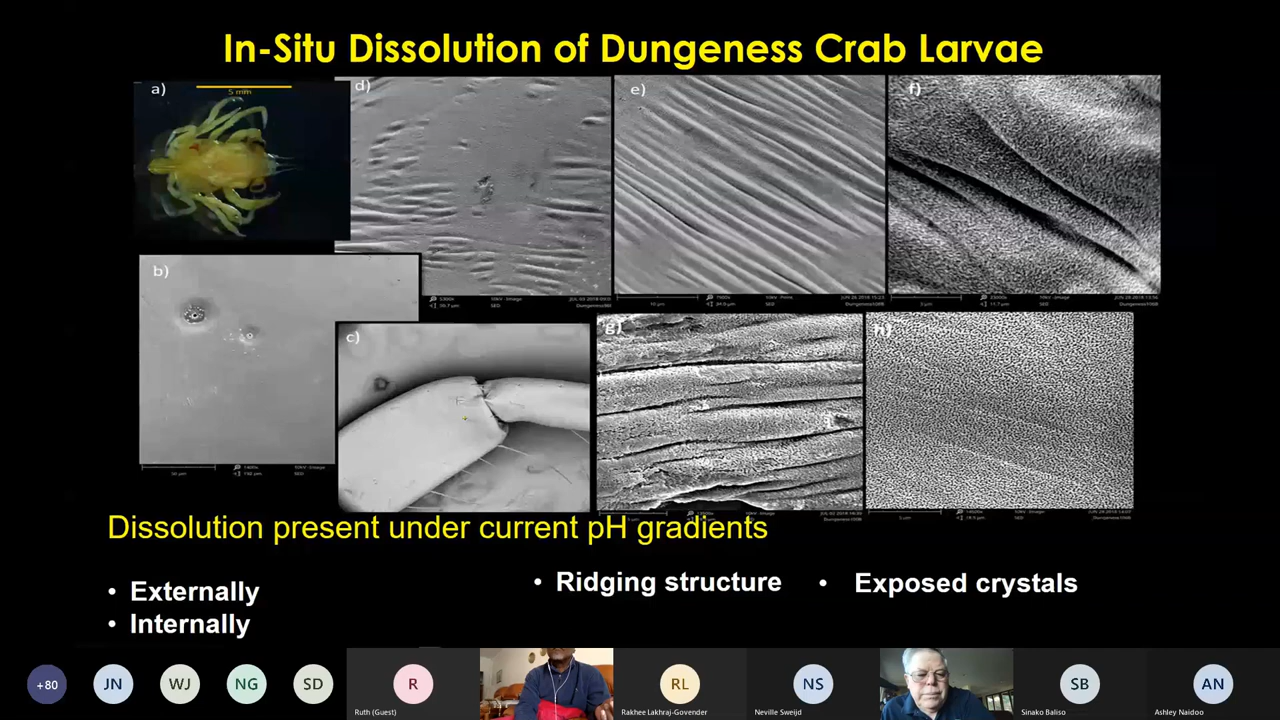 In-Situ Dissolution of Dungeness Crab Larvae
a)
5 mm
d)
e)
f)
b)
c)
g)
h)
Dissolution present under current pH gradients
• Externally
• Internally
• Ridging structure
• Exposed crystals
+80
JN
WJ
NG
SD
R
Ruth (Guest)
RL
Rakhee Lakhraj-Govender
NS
Neville Sweijd
SB
Sinako Baliso
AN
Ashley Naidoo